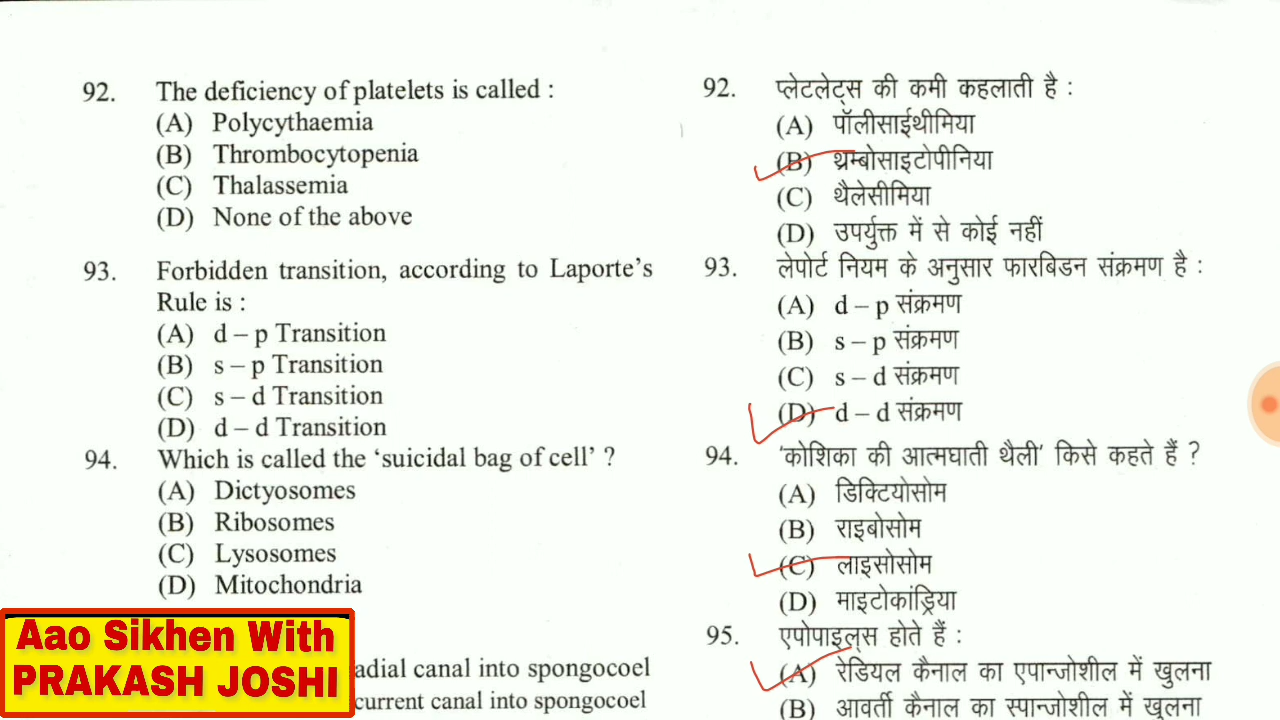 92. The deficiency of platelets is called :
(A) Polycythaemia
(B) Thrombocytopenia
(C) Thalassemia
(D) None of the above
93. Forbidden transition, according to Laporte's
Rule is :
(A) d – p Transition
(B) s – p Transition
(C) s – d Transition
(D) d – d Transition
94. Which is called the 'suicidal bag of cell' ?
(A) Dictyosomes
(B) Ribosomes
(C) Lysosomes
(D) Mitochondria
adial canal into spongocoel
current canal into spongocoel
92. प्लेटलेट्स की कमी कहलाती है :
(A) पॉलीसाईथीमिया
(B) थ्रम्बोसाइटोपीनिया
(C) थैलेसीमिया
(D) उपर्युक्त में से कोई नहीं
93. लेपोर्ट नियम के अनुसार फारबिडन संक्रमण है :
(A) d – p संक्रमण
(B) s – p संक्रमण
(C) s – d संक्रमण
(D) d – d संक्रमण
94. 'कोशिका की आत्मघाती थैली' किसे कहते हैं ?
(A) डिक्टियोसोम
(B) राइबोसोम
(C) लाइसोसोम
(D) माइटोकांड्रिया
95. एपोपाइल्स होते हैं :
(A) रेडियल कैनाल का एपान्जोशील में खुलना
(B) आवर्ती कैनाल का स्पान्जोशील में खुलना
Aao Sikhen With
PRAKASH JOSHI